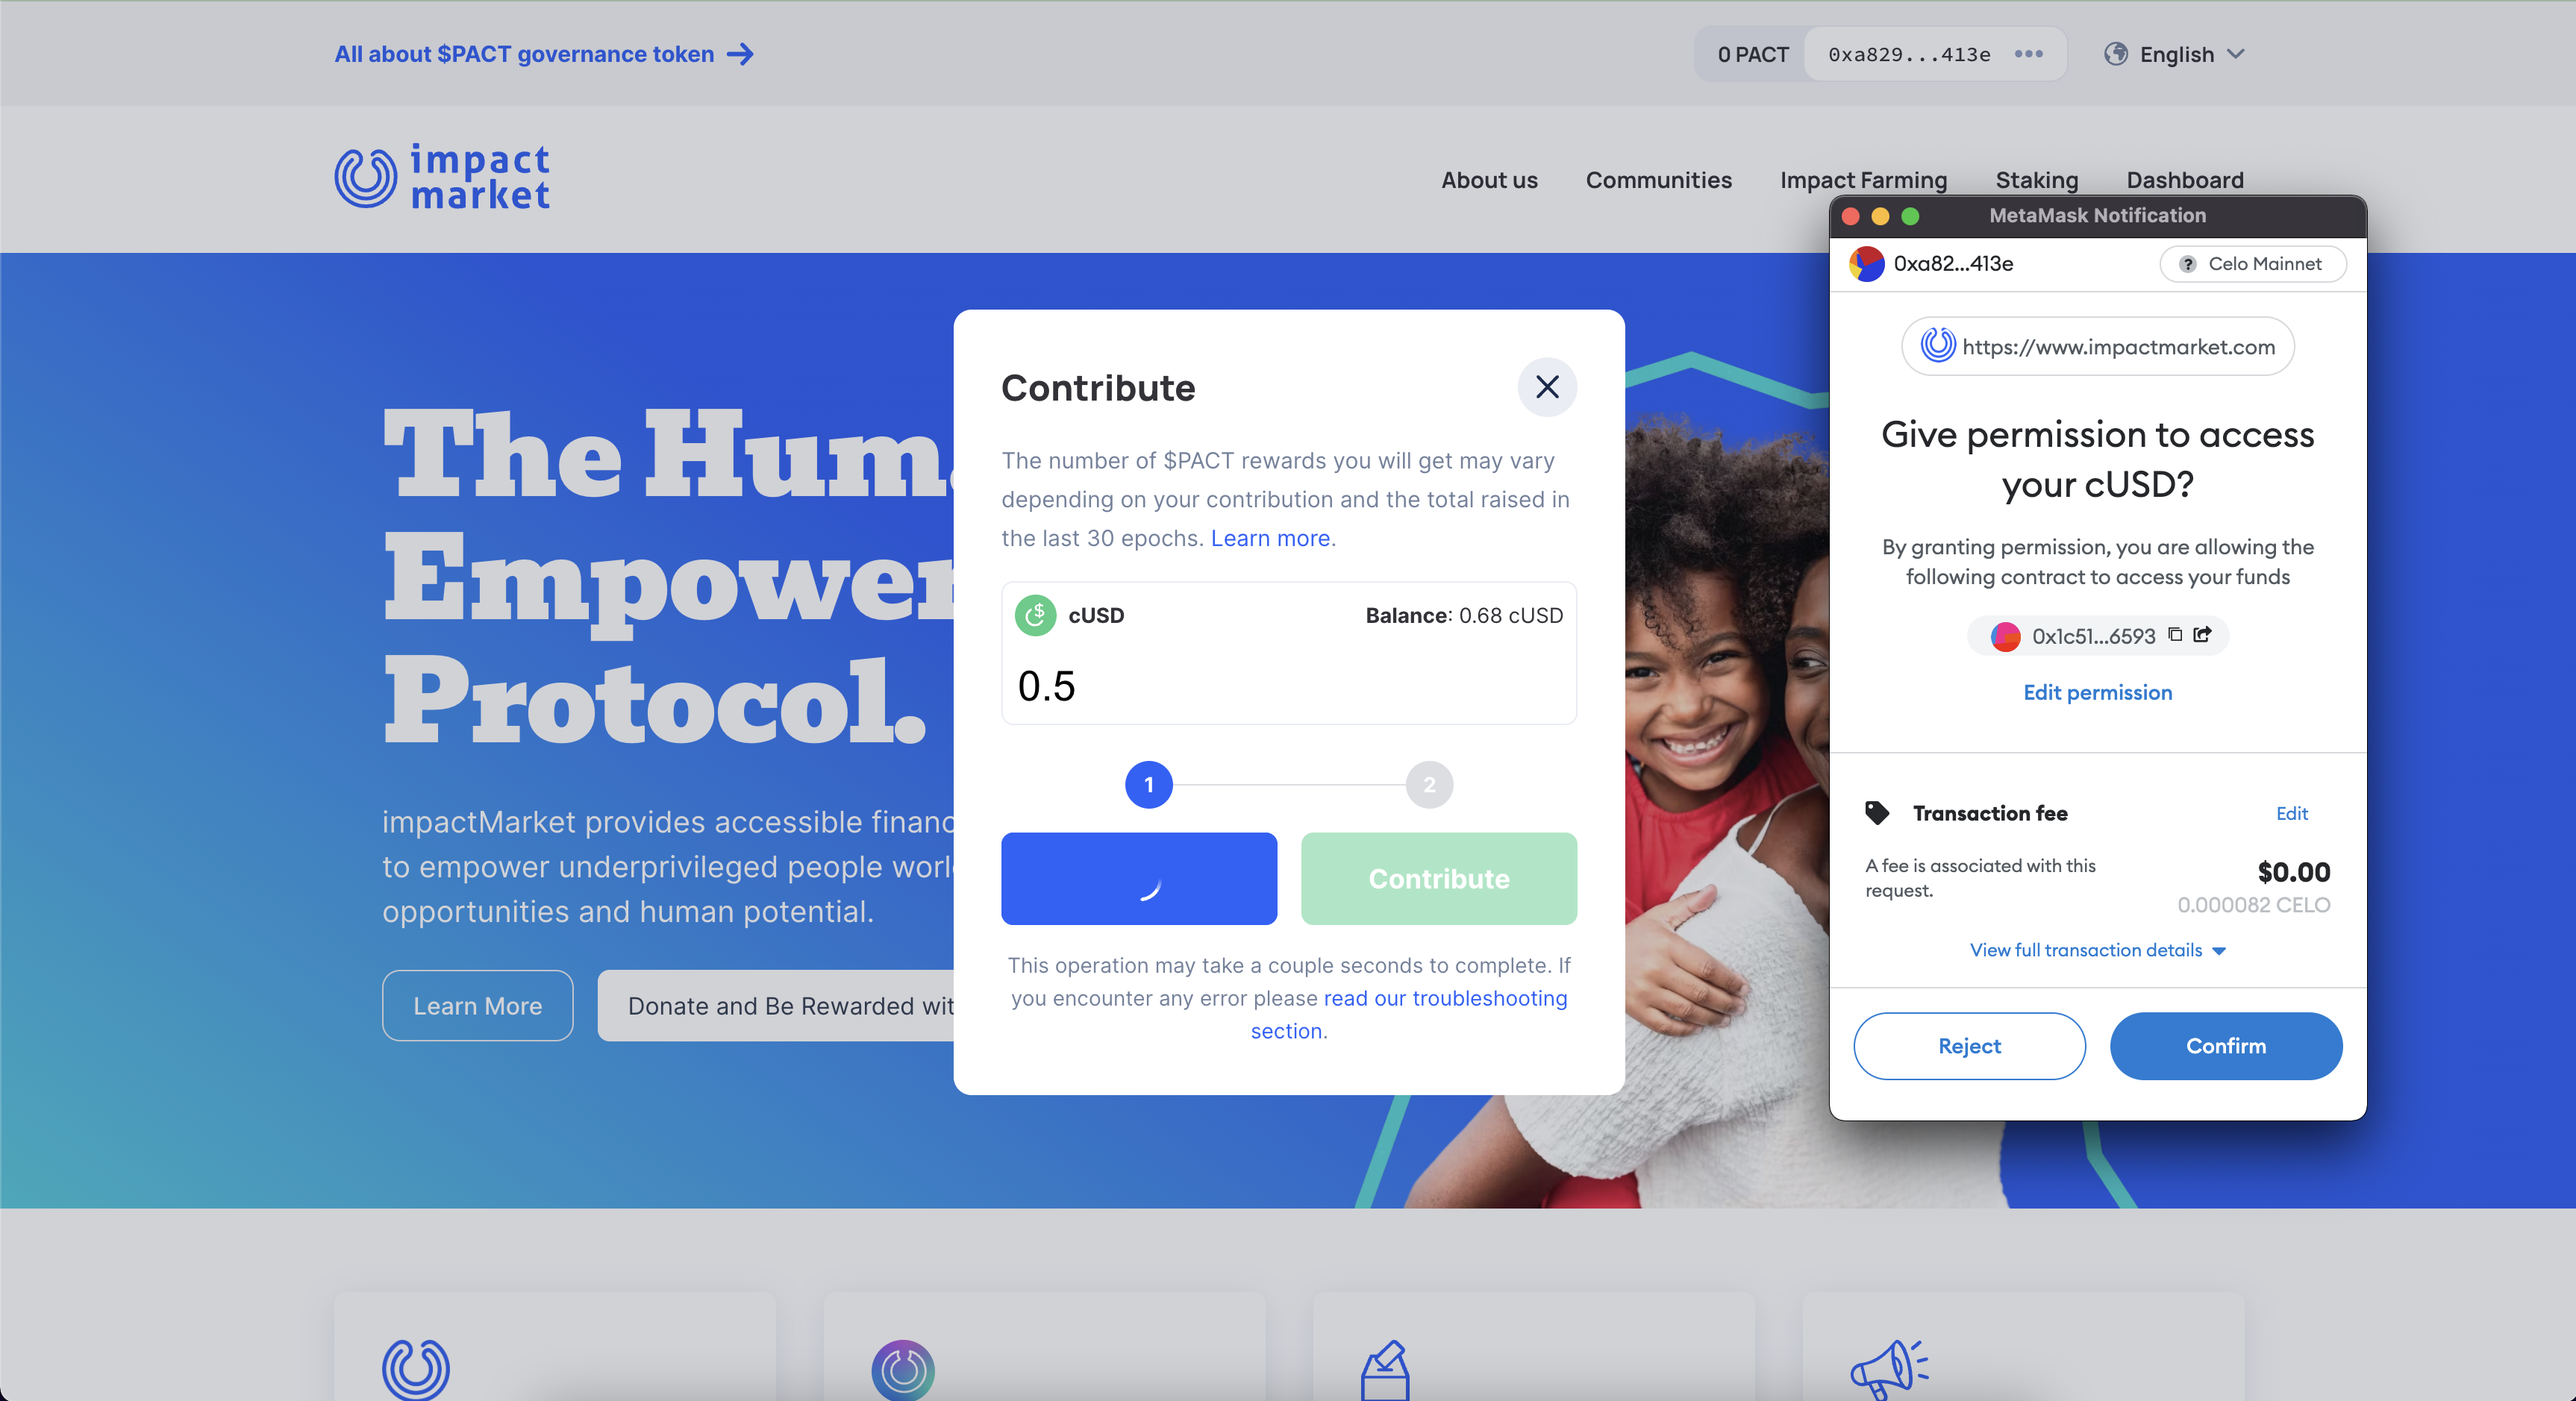 All about $PACT governance token
0 PACT
0xa829...413e
English
impact
market
About us
Communities
Impact Farming
Staking
Dashboard
The Hum
Empower
Protocol.
impactMarket provides accessible financ
to empower underprivileged people worl
opportunities and human potential.
Learn More
Donate and Be Rewarded wit
Contribute
The number of $PACT rewards you will get may vary
depending on your contribution and the total raised in
the last 30 epochs. Learn more.
cUSD
Balance: 0.68 cUSD
0.5
1
2
Contribute
This operation may take a couple seconds to complete. If
you encounter any error please read our troubleshooting
section.
MetaMask Notification
0xa82...413e
? Celo Mainnet
https://www.impactmarket.com
Give permission to access
your cUSD?
By granting permission, you are allowing the
following contract to access your funds
0x1c51...6593
Edit permission
Transaction fee
Edit
A fee is associated with this
request.
$0.00
0.000082 CELO
View full transaction details
Reject
Confirm